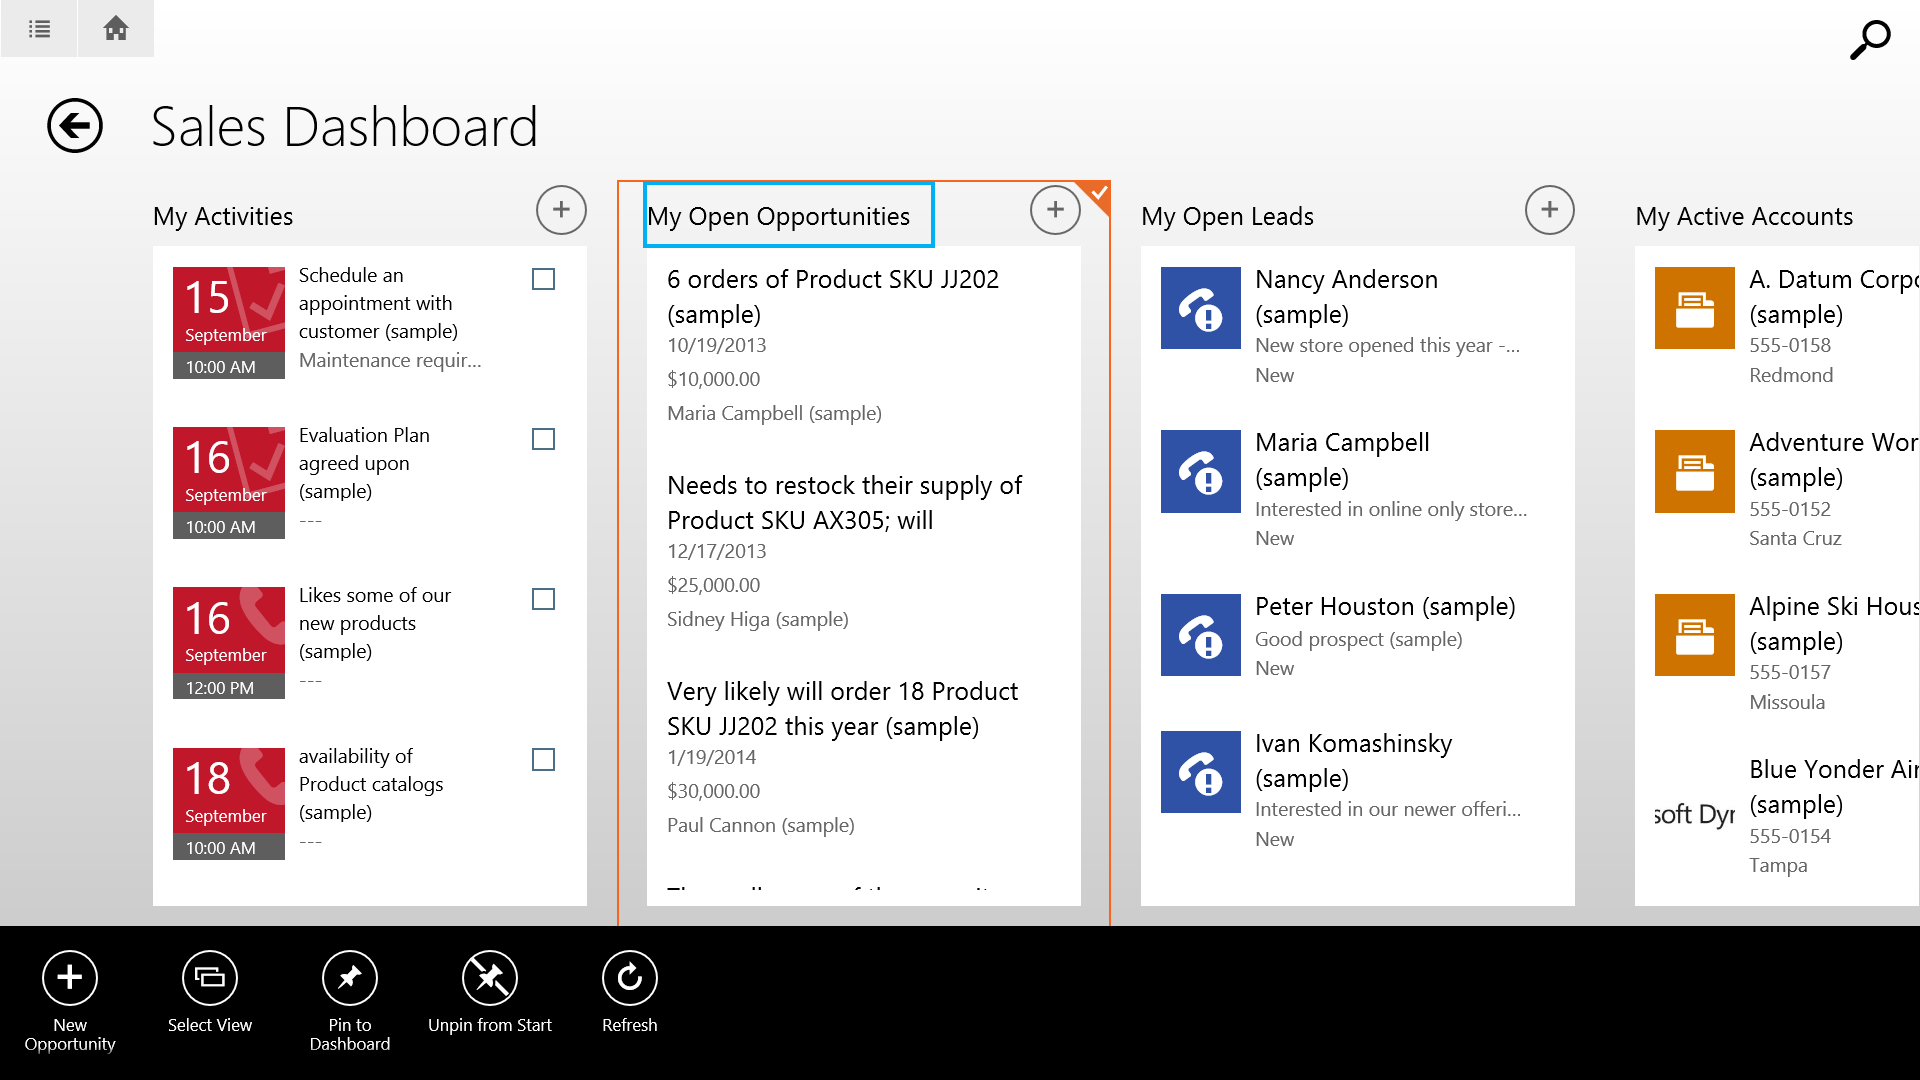 Sales Dashboard
My Activities
15
September
10:00 AM
Schedule an
appointment with
customer (sample)
Maintenance requir...
16
September
10:00 AM
Evaluation Plan
agreed upon
(sample)
---
16
September
12:00 PM
Likes some of our
new products
(sample)
---
18
September
10:00 AM
availability of
Product catalogs
(sample)
---
My Open Opportunities
6 orders of Product SKU JJ202
(sample)
10/19/2013
$10,000.00
Maria Campbell (sample)
Needs to restock their supply of
Product SKU AX305; will
12/17/2013
$25,000.00
Sidney Higa (sample)
Very likely will order 18 Product
SKU JJ202 this year (sample)
1/19/2014
$30,000.00
Paul Cannon (sample)
My Open Leads
Nancy Anderson
(sample)
New store opened this year -...
New
Maria Campbell
(sample)
Interested in online only store...
New
Peter Houston (sample)
Good prospect (sample)
New
Ivan Komashinsky
(sample)
Interested in our newer offeri...
New
My Active Accounts
A. Datum Corpo
(sample)
555-0158
Redmond
Adventure Wor
(sample)
555-0152
Santa Cruz
Alpine Ski Hous
(sample)
555-0157
Missoula
soft Dyr
Blue Yonder Air
(sample)
555-0154
Tampa
New
Opportunity
Select View
Pin to
Dashboard
Unpin from Start
Refresh